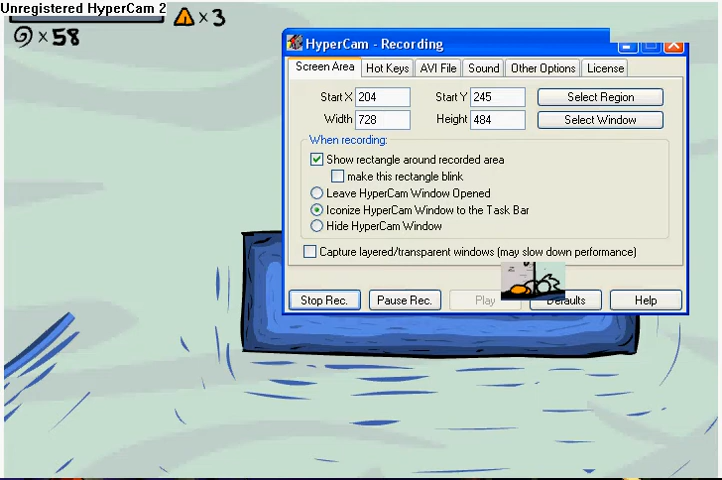 Unregistered HyperCam 2
x 3
x 58
HyperCam - Recording
Screen Area Hot Keys AVI File Sound Other Options License
Start X 204 Start Y 245 Select Region
Width 728 Height 484 Select Window
When recording:
Show rectangle around recorded area
make this rectangle blink
Leave HyperCam Window Opened
Iconize HyperCam Window to the Task Bar
Hide HyperCam Window
Capture layered/transparent windows (may slow down performance)
Stop Rec. Pause Rec. Play Defaults Help